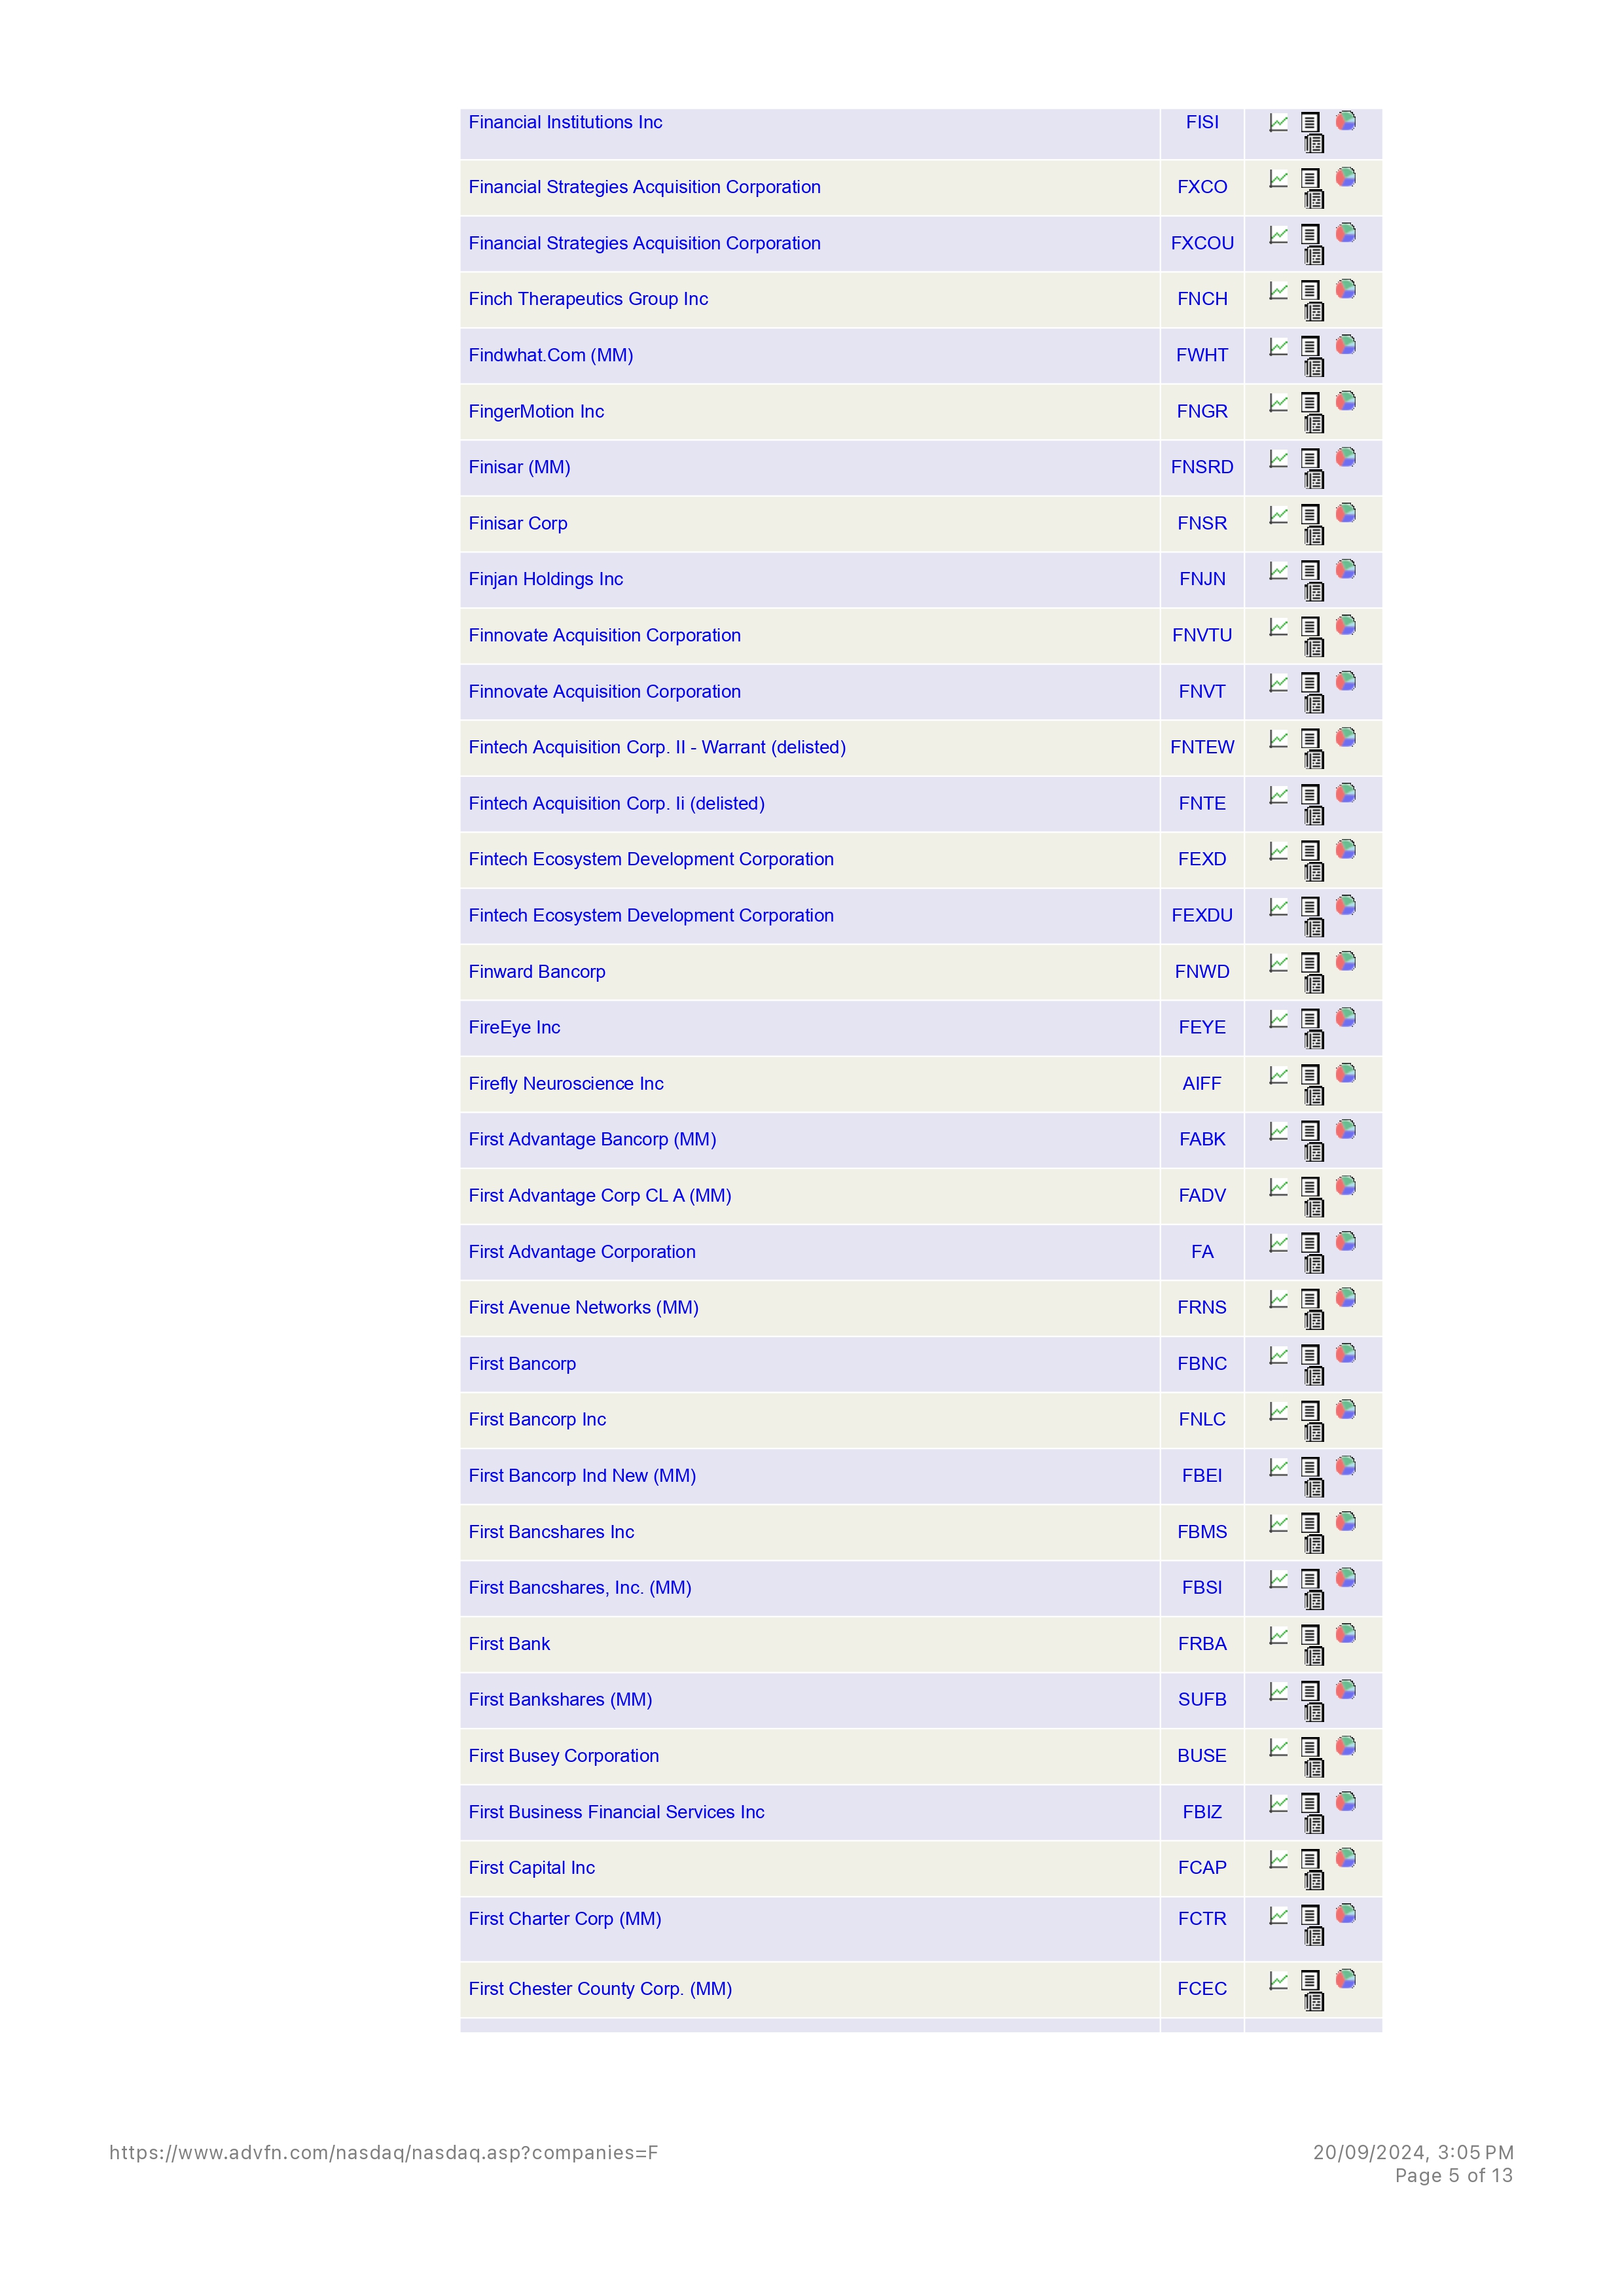 Financial Institutions Inc FISI
Financial Strategies Acquisition Corporation FXCO
Financial Strategies Acquisition Corporation FXCOU
Finch Therapeutics Group Inc FNCH
Findwhat.Com (MM) FWHT
FingerMotion Inc FNGR
Finisar (MM) FNSRD
Finisar Corp FNSR
Finjan Holdings Inc FNJN
Finnovate Acquisition Corporation FNVTU
Finnovate Acquisition Corporation FNVT
Fintech Acquisition Corp. II - Warrant (delisted) FNTEW
Fintech Acquisition Corp. Ii (delisted) FNTE
Fintech Ecosystem Development Corporation FEXD
Fintech Ecosystem Development Corporation FEXDU
Finward Bancorp FNWD
FireEye Inc FEYE
Firefly Neuroscience Inc AIFF
First Advantage Bancorp (MM) FABK
First Advantage Corp CL A (MM) FADV
First Advantage Corporation FA
First Avenue Networks (MM) FRNS
First Bancorp FBNC
First Bancorp Inc FNLC
First Bancorp Ind New (MM) FBEI
First Bancshares Inc FBMS
First Bancshares, Inc. (MM) FBSI
First Bank FRBA
First Bankshares (MM) SUFB
First Busey Corporation BUSE
First Business Financial Services Inc FBIZ
First Capital Inc FCAP
First Charter Corp (MM) FCTR
First Chester County Corp. (MM) FCEC
https://www.advfn.com/nasdaq/nasdaq.asp?companies=F 20/09/2024, 3:05 PM
Page 5 of 13